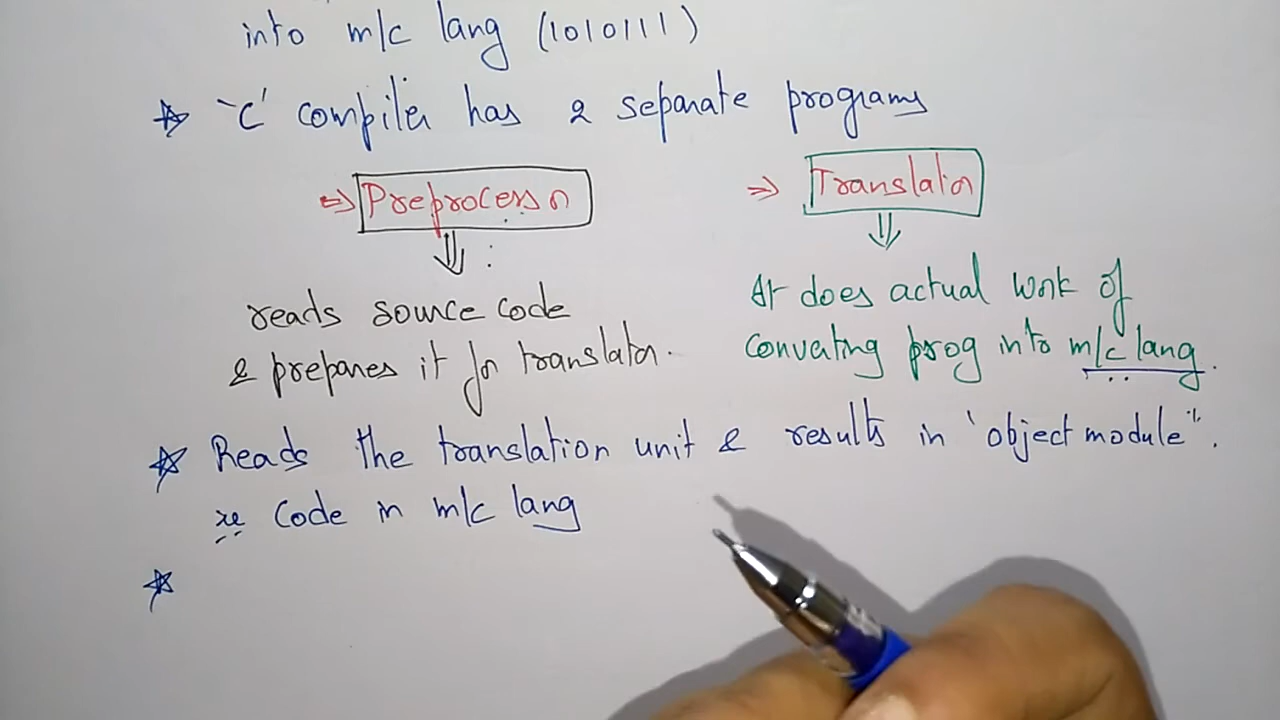 into m/c lang (1010111)
'C' compiler has 2 separate programs
⇒ Preprocessor ⇒ Translator
reads source code
& prepares it for translator.
It does actual work of
converting prog into m/c lang.
Reads the translation unit & results in 'object module".
ie code in m/c lang